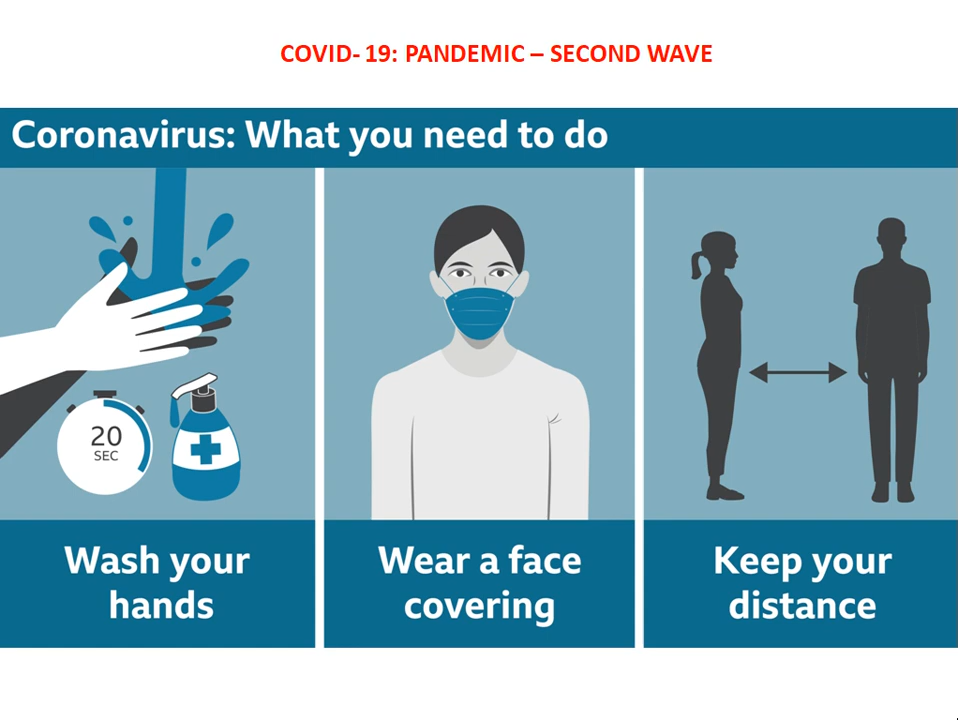 COVID- 19: PANDEMIC – SECOND WAVE
Coronavirus: What you need to do
20
SEC
Wash your
hands
Wear a face
covering
Keep your
distance